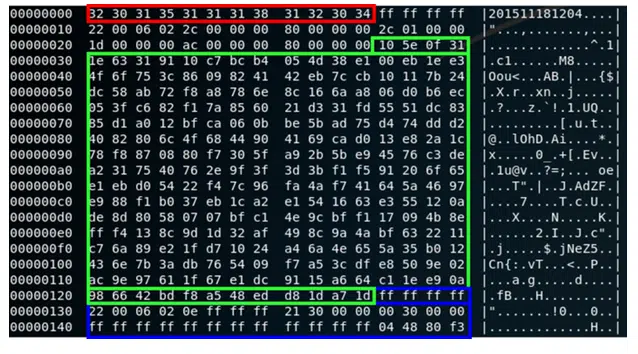 00000000 32 30 31 35 31 31 31 38 31 32 30 34 ff ff ff ff |201511181204....|
00000010 22 00 06 02 2c 00 00 00 80 00 00 00 2c 01 00 00 |"...,.......,...|
00000020 1d 00 00 00 ac 00 00 00 80 00 00 00 10 5e 0f 31 |.............^.1|
00000030 1e 63 31 91 10 c7 bc b4 05 4d 38 e1 00 eb 1e e3 |.c1......M8.....|
00000040 4f 6f 75 3c 86 09 82 41 42 eb 7c cb 10 11 7b 24 |Oou<...AB.|...{$|
00000050 dc 58 ab 72 f8 a8 78 6e 8c 16 6a a8 06 d0 b6 ec |.X.r..xn..j.....|
00000060 05 3f c6 82 f1 7a 85 60 21 d3 31 fd 55 51 dc 83 |.?...z.`!.1.UQ..|
00000070 85 d1 a0 12 bf ca 06 0b be 5b ad 75 d4 74 dd d2 |.........[.u.t..|
00000080 40 82 80 6c 4f 68 44 90 41 69 ca d0 13 e8 2a 1c |@..lOhD.Ai....*.|
00000090 78 f8 87 08 80 f7 30 5f a9 2b 5b e9 45 76 c3 de |x.....0_.+[.Ev..|
000000a0 a2 31 75 40 76 2e 9f 3f 3d 3b f1 f5 91 20 6f 65 |.1u@v..?=;... oe|
000000b0 e1 eb d0 54 22 f4 7c 96 fa 4a f7 41 64 5a 46 97 |...T".|..J.AdZF.|
000000c0 e9 88 f1 b0 37 eb 1c a2 e1 54 16 63 e3 55 12 0a |....7....T.c.U..|
000000d0 de 8d 80 58 07 07 bf c1 4e 9c bf f1 17 09 4b 8e |...X....N.....K.|
000000e0 ff f4 13 8c 9d 1d 32 af 49 8c 9a 4a bf 63 22 11 |......2.I..J.c".|
000000f0 c7 6a 89 e2 1f d7 10 24 a4 6a 4e 65 5a 35 b0 12 |.j.....$.jNeZ5..|
00000100 43 6e 7b 3a db 76 54 09 f7 a5 3c df e8 50 9e 02 |Cn{:.vT...<..P..|
00000110 ac 9e 97 61 1f 67 e1 dc 91 15 a6 64 c1 1e e9 0a |...a.g.....d....|
00000120 98 66 42 bd f8 a5 48 ed d8 1d a7 1d ff ff ff ff |.fB...H.........|
00000130 22 00 06 02 0e ff ff ff 21 30 00 00 00 30 00 00 |".......!0...0..|
00000140 ff ff ff ff ff ff ff ff ff ff ff ff 04 48 80 f3 |.............H..|